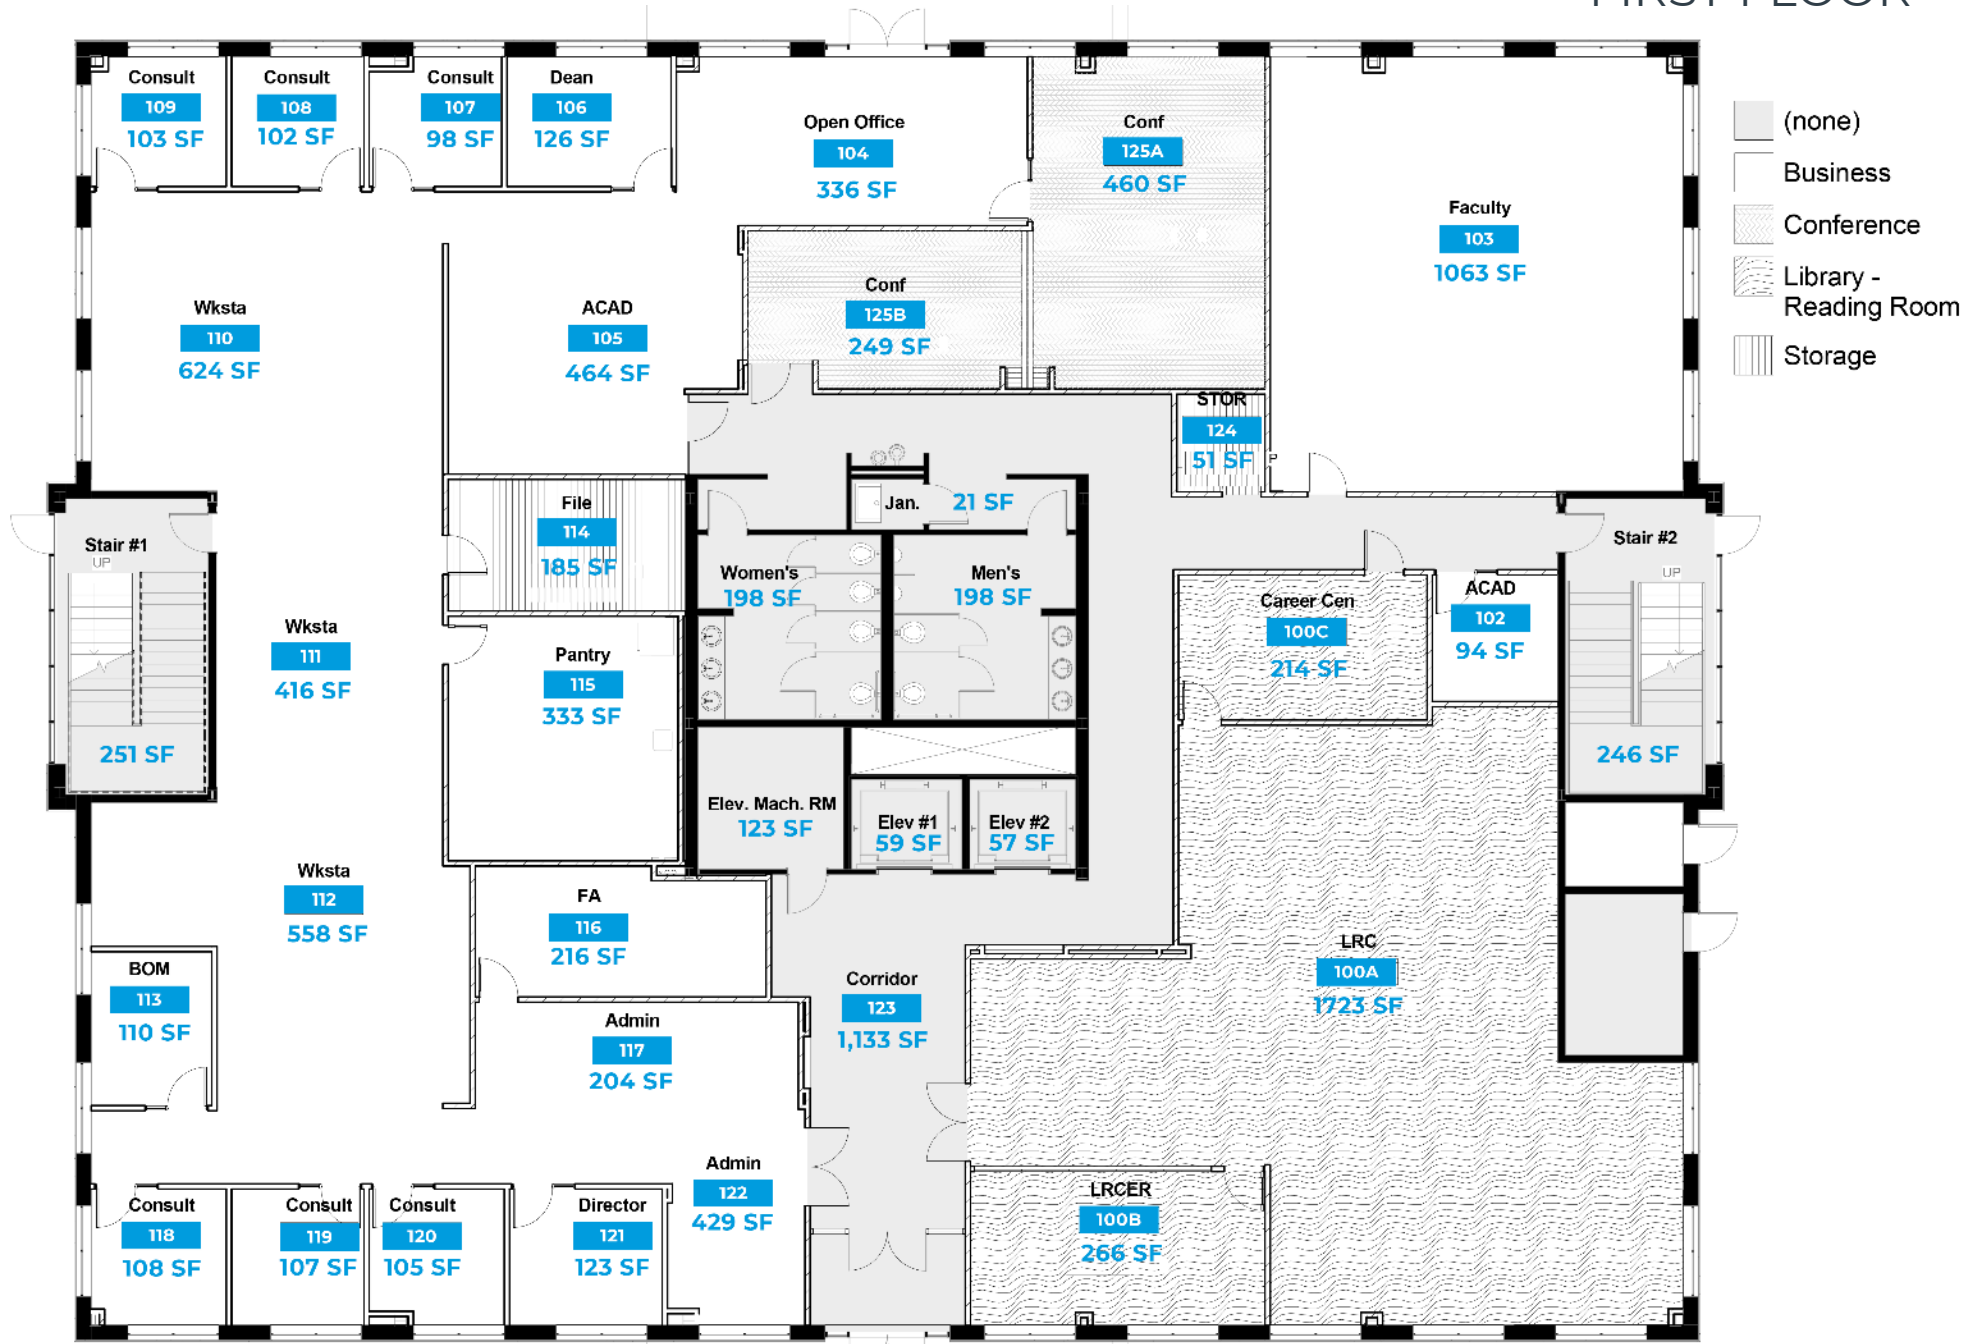 FIRST FLOOR
Consult
109
103 SF
Consult
108
102 SF
Consult
107
98 SF
Dean
106
126 SF
Open Office
104
336 SF
Conf
125A
460 SF
Faculty
103
1063 SF
(none)
Business
Conference
Library -
Reading Room
Storage
Wksta
110
624 SF
ACAD
105
464 SF
Conf
125B
249 SF
STOR
124
51 SF
File
114
185 SF
Jan.
21 SF
Stair #1
UP
251 SF
Stair #2
UP
246 SF
Women's
198 SF
Men's
198 SF
Career Cen
100C
214 SF
ACAD
102
94 SF
Wksta
111
416 SF
Pantry
115
333 SF
Elev. Mach. RM
123 SF
Elev #1
59 SF
Elev #2
57 SF
Wksta
112
558 SF
FA
116
216 SF
LRC
100A
1723 SF
BOM
113
110 SF
Corridor
123
1,133 SF
Admin
117
204 SF
Admin
122
429 SF
LRCER
100B
266 SF
Consult
118
108 SF
Consult
119
107 SF
Consult
120
105 SF
Director
121
123 SF